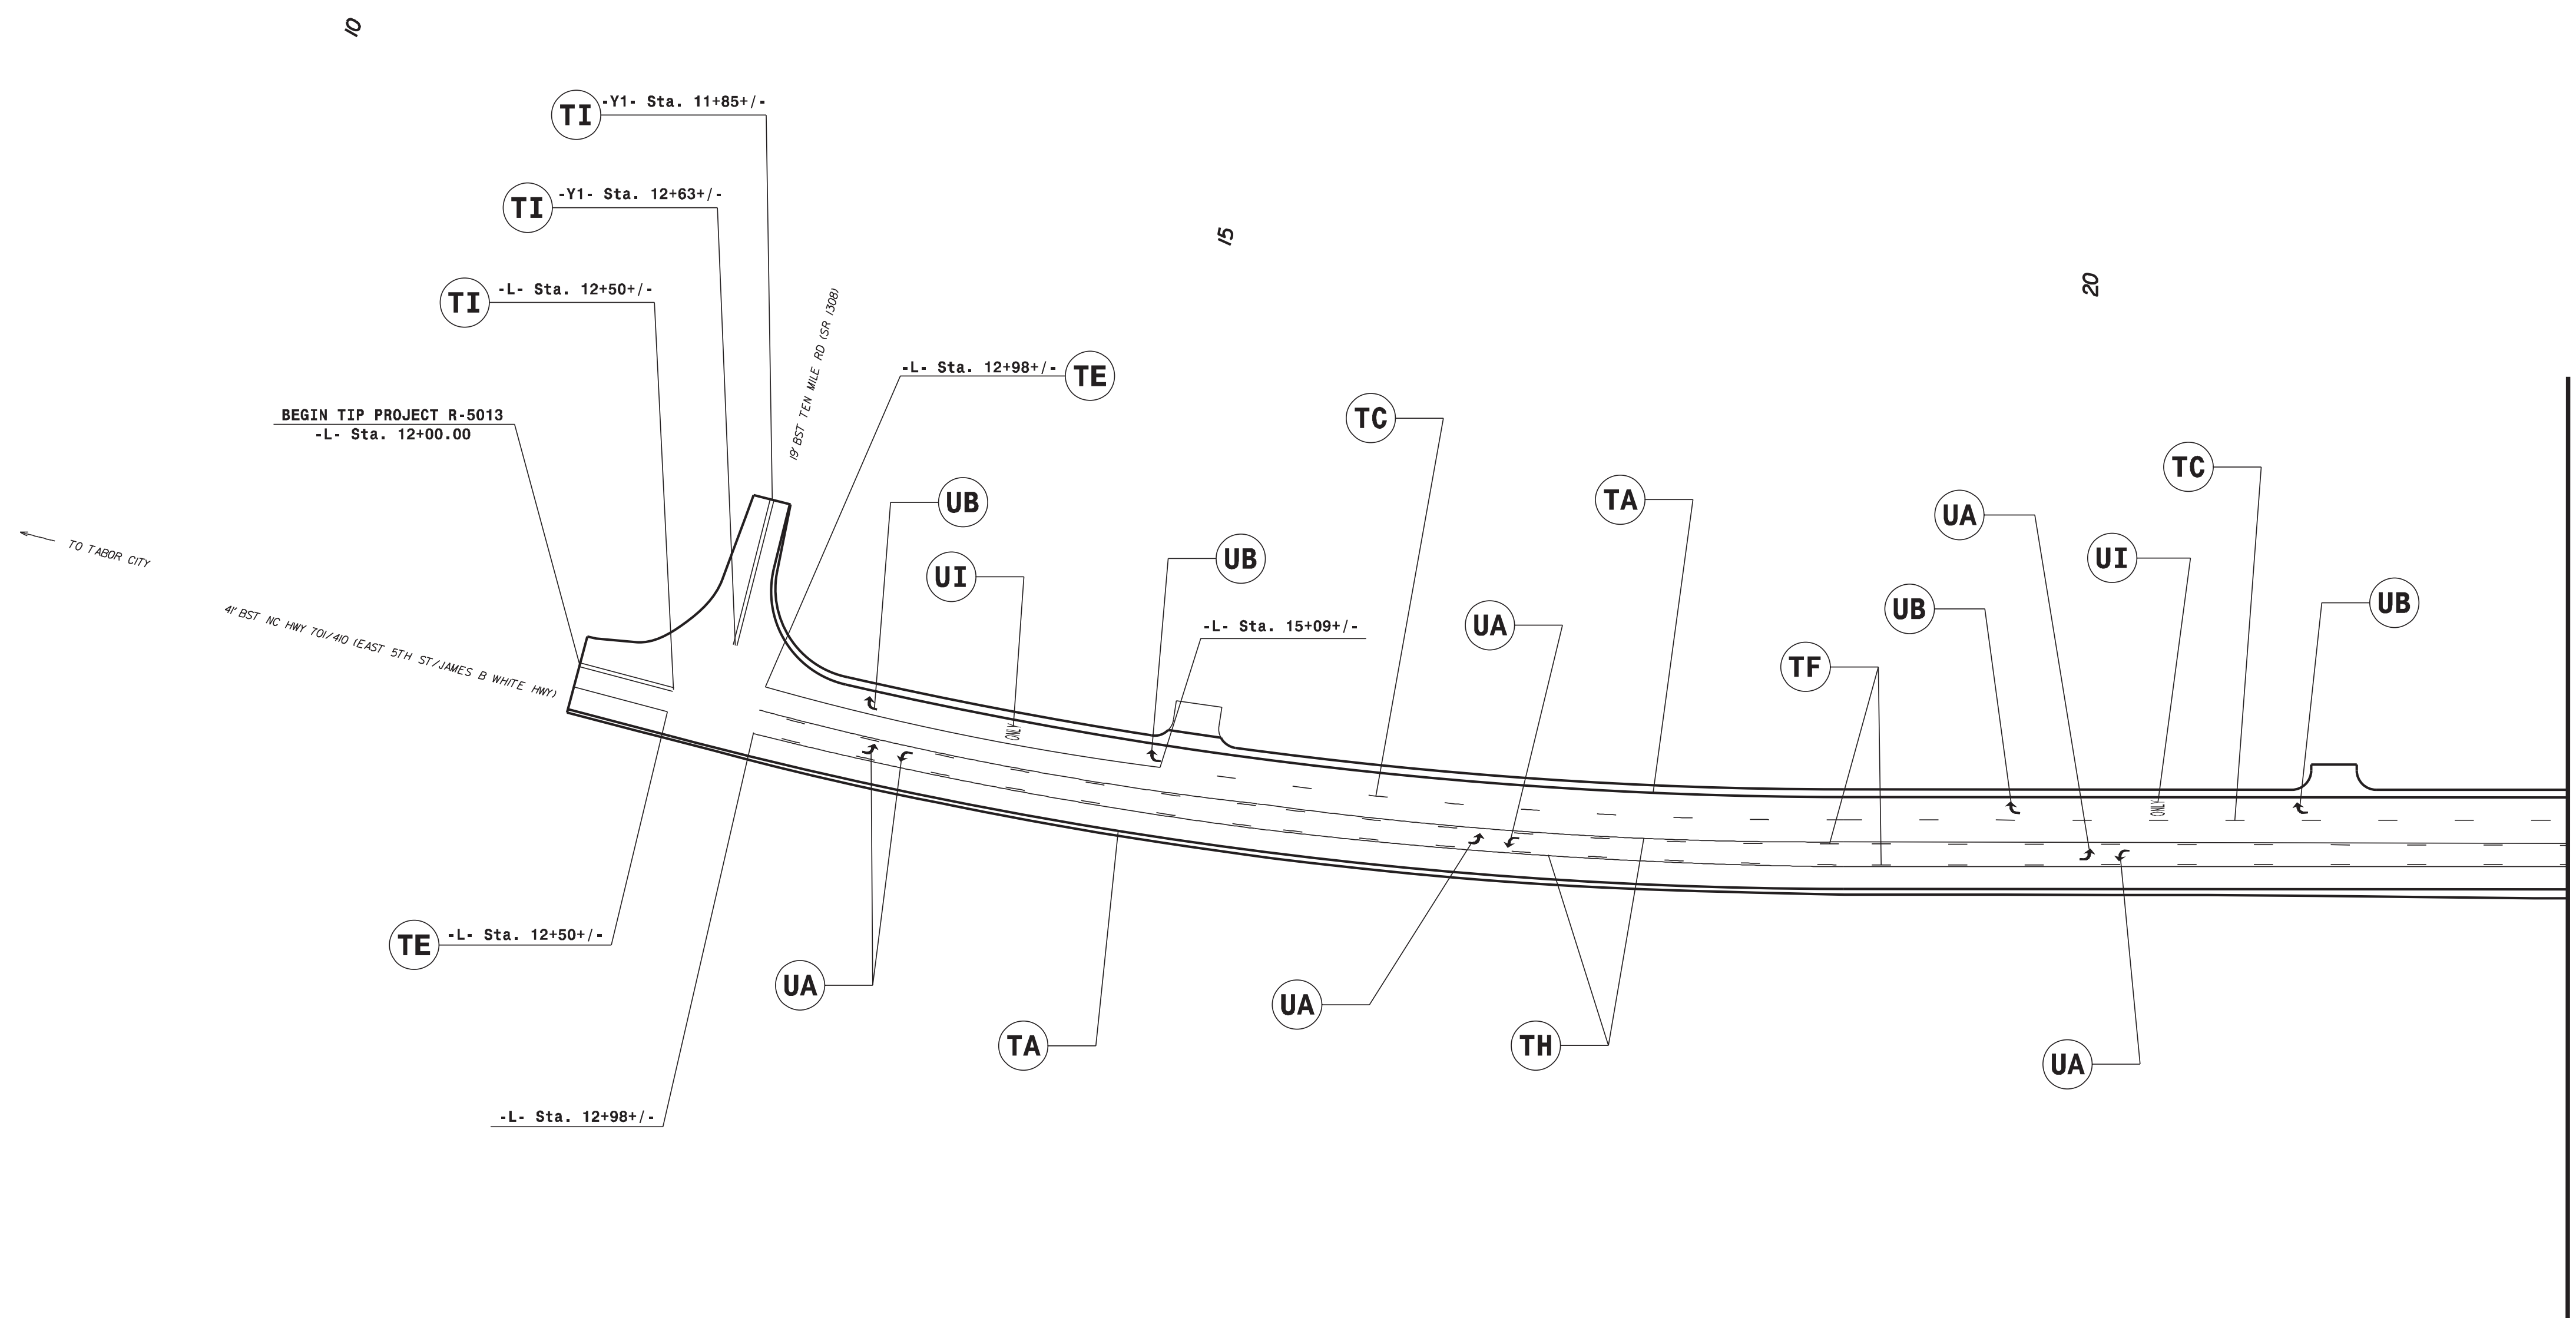 10
TI -Y1- Sta. 11+85+/-
TI -Y1- Sta. 12+63+/-
15
20
TI -L- Sta. 12+50+/-
19' BST TEN MILE RD (SR 1308)
-L- Sta. 12+98+/- TE
BEGIN TIP PROJECT R-5013
-L- Sta. 12+00.00
TC
TC
UB
TA
UA
TO TABOR CITY
UB
UI
UI
41' BST NC HWY 701/410 (EAST 5TH ST/JAMES B WHITE HWY)
UB
UB
-L- Sta. 15+09+/-
UA
TF
ONLY
ONLY
TE -L- Sta. 12+50+/-
UA
UA
TA
TH
UA
-L- Sta. 12+98+/-